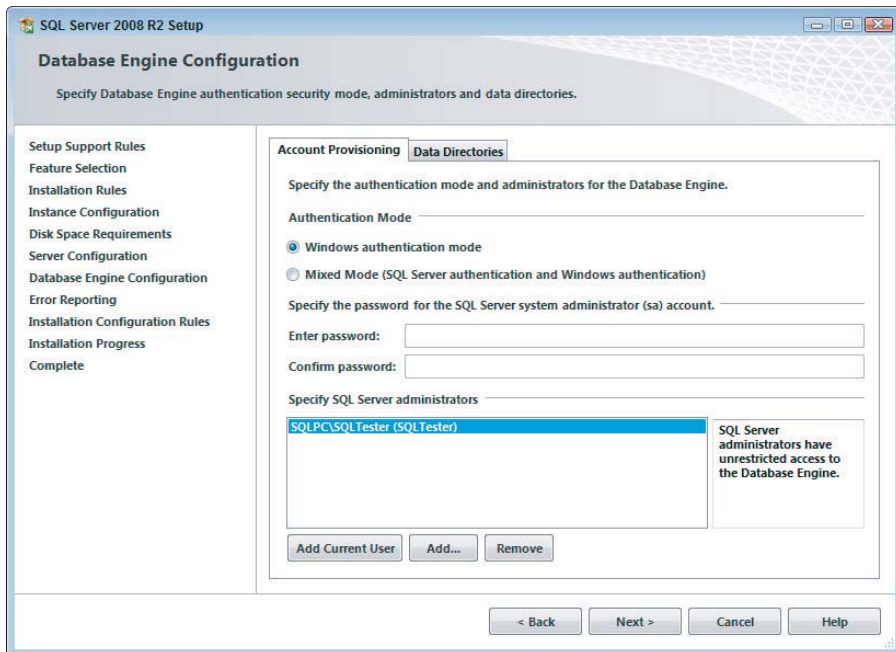 SQL Server 2008 R2 Setup
Database Engine Configuration
Specify Database Engine authentication security mode, administrators and data directories.
Setup Support Rules
Feature Selection
Installation Rules
Instance Configuration
Disk Space Requirements
Server Configuration
Database Engine Configuration
Error Reporting
Installation Configuration Rules
Installation Progress
Complete
Account Provisioning
Data Directories
Specify the authentication mode and administrators for the Database Engine.
Authentication Mode
Windows authentication mode
Mixed Mode (SQL Server authentication and Windows authentication)
Specify the password for the SQL Server system administrator (sa) account.
Enter password:
Confirm password:
Specify SQL Server administrators
SQLPC\SQLTester (SQLTester)
SQL Server
administrators have
unrestricted access to
the Database Engine.
Add Current User
Add...
Remove
< Back
Next >
Cancel
Help